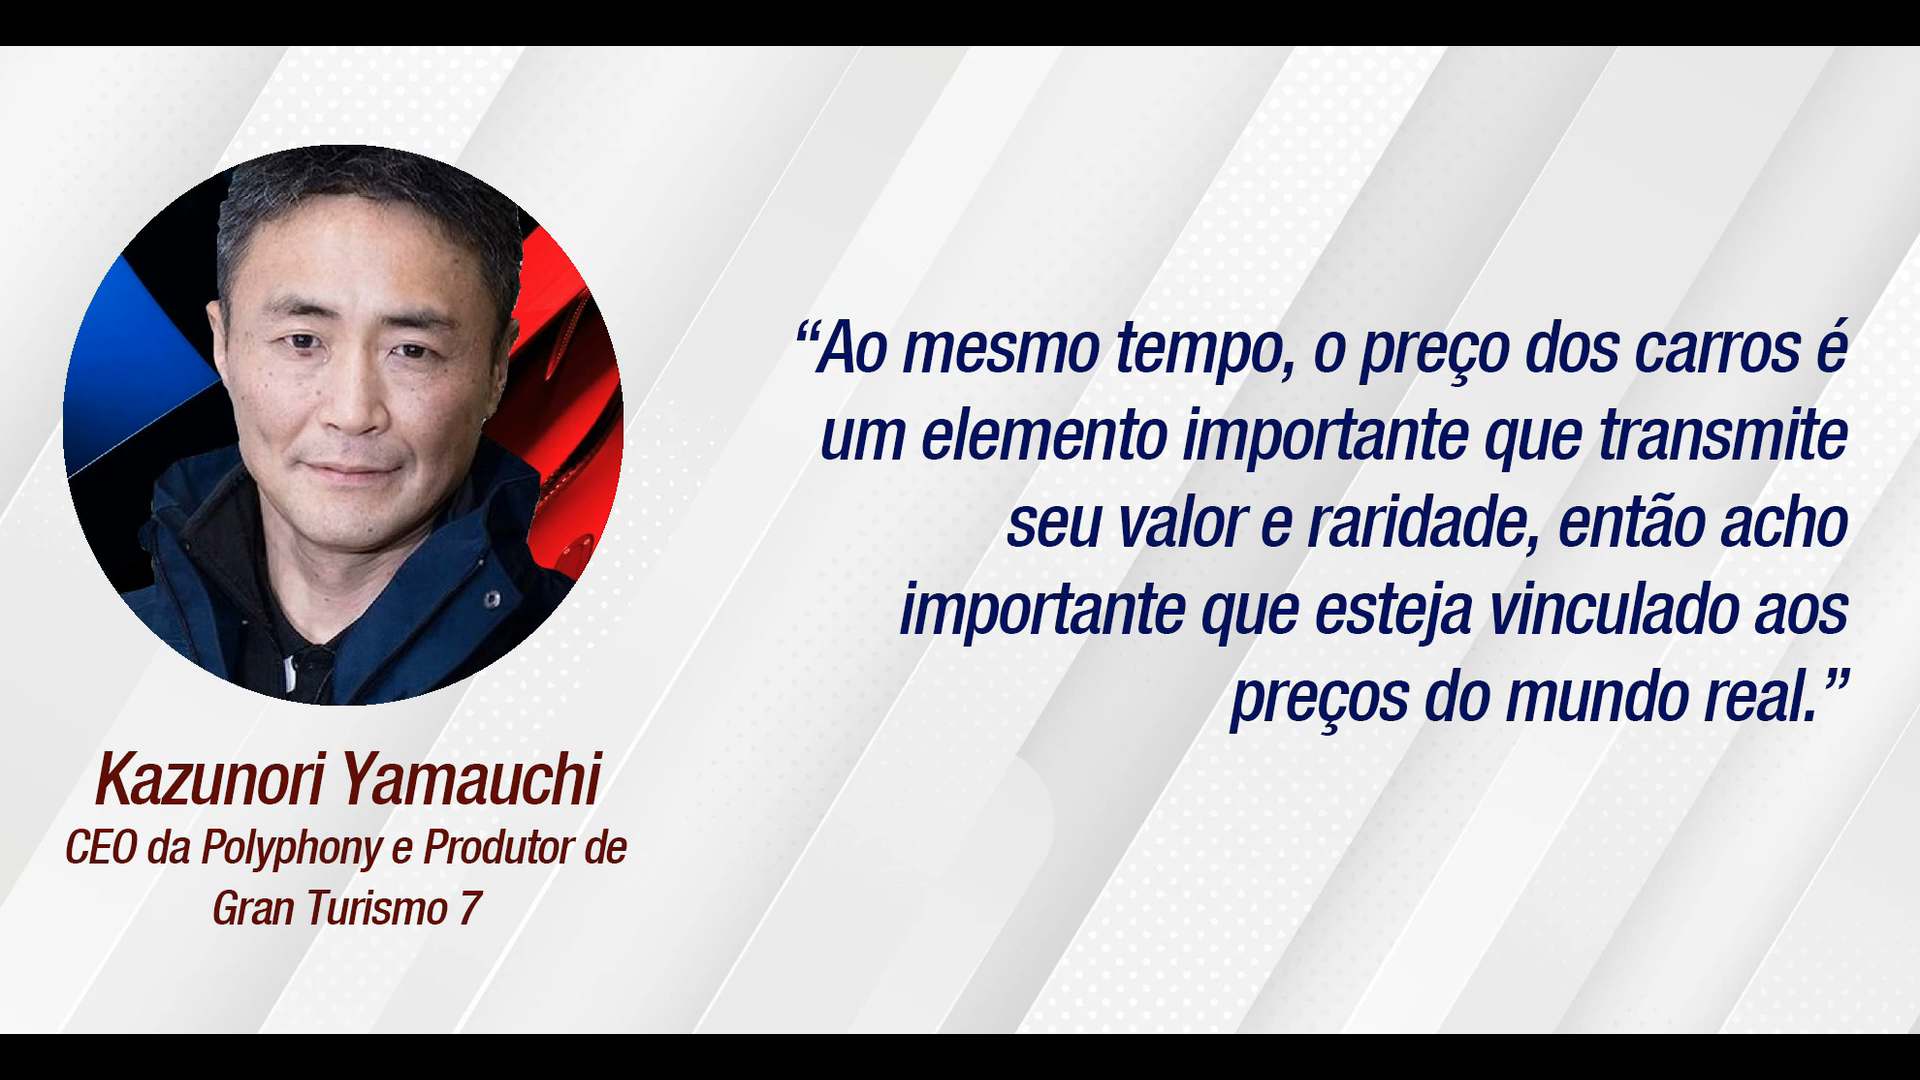 “Ao mesmo tempo, o preço dos carros é
um elemento importante que transmite
seu valor e raridade, então acho
importante que esteja vinculado aos
preços do mundo real.”
Kazunori Yamauchi
CEO da Polyphony e Produtor de
Gran Turismo 7